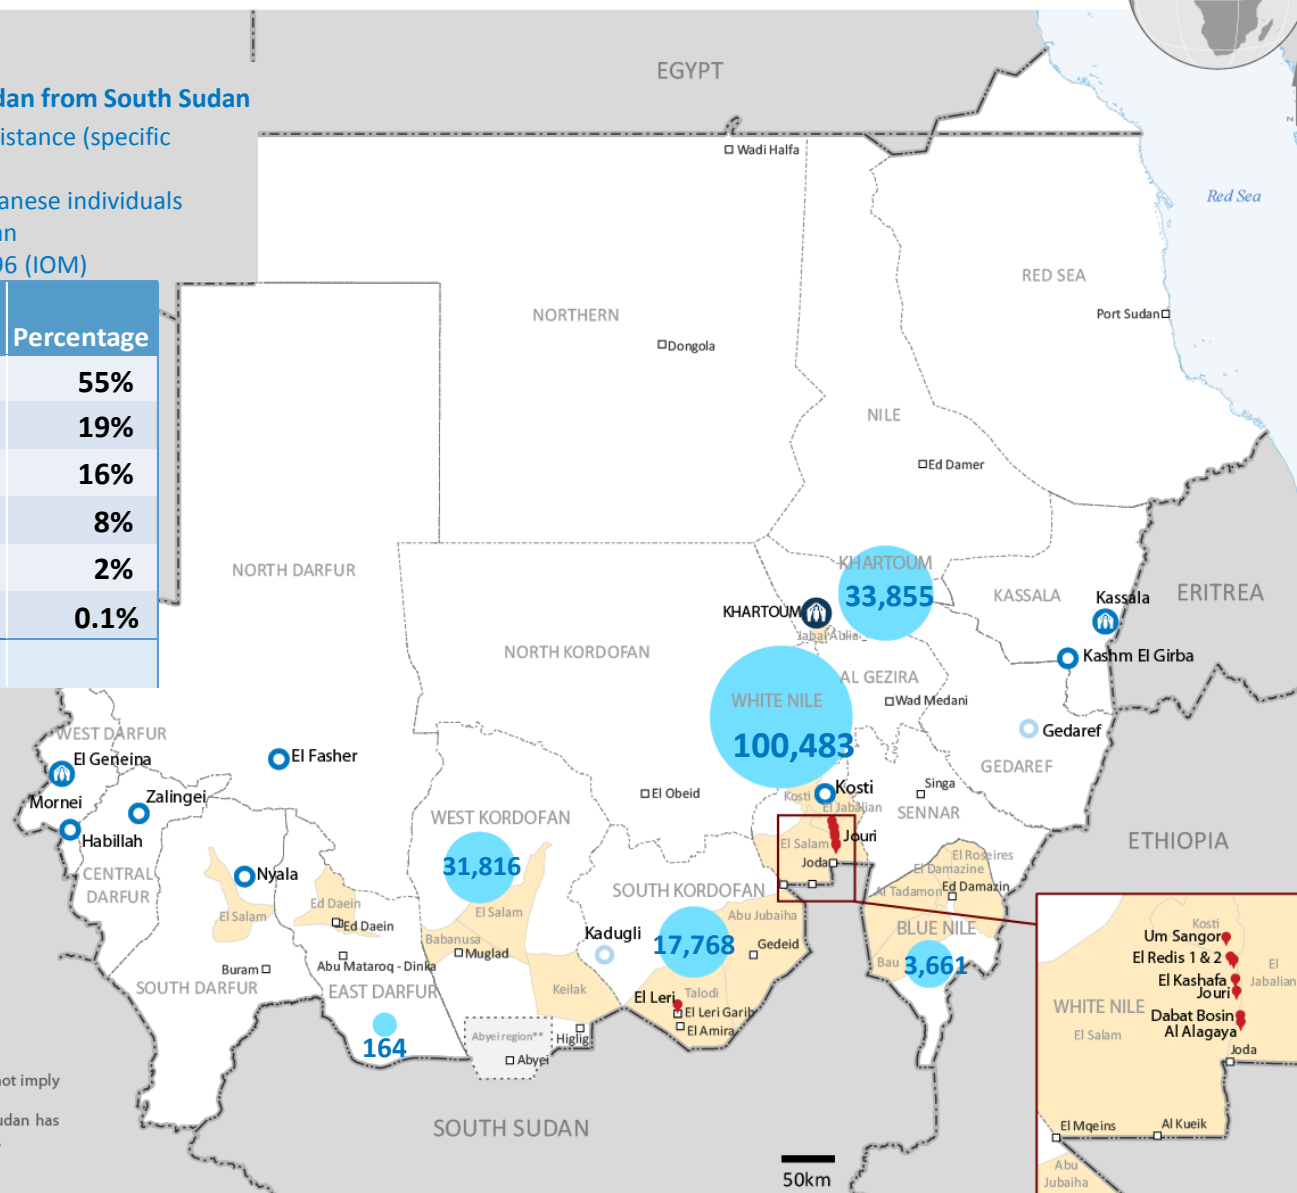 EGYPT
dan from South Sudan
istance (specific
Wadi Halfa
anese individuals
Red Sea
an
96 (IOM)
RED SEA
NORTHERN
Port Sudan
Percentage
Dongola
55%
NILE
19%
Ed Damer
16%
8%
KHARTOUM
NORTH DARFUR
2%
33,855
KASSALA
Kassala
ERITREA
0.1%
KHARTOUM
Jabal Aulia
NORTH KORDOFAN
Kashm El Girba
AL GEZIRA
WHITE NILE
Wad Medani
WEST DARFUR
Gedaref
100,483
El Geneina
El Fasher
GEDAREF
Mornei
Zalingei
El Obeid
Kosti
Kosti
Singa
El Jabalian
SENNAR
WEST KORDOFAN
Habillah
Jouri
El Salam
ETHIOPIA
Joda
El Roseires
El Damazine
31,816
CENTRAL
DARFUR
Nyala
SOUTH KORDOFAN
Al Tadamon
Ed Damazin
Ed Daein
El Salam
El Salam
Abu Jubaiha
Ed Daein
BLUE NILE
Kosti
Babanusa
Kadugli
17,768
Gedeid
Um Sangor
Muglad
El Redis 1 & 2
Abu Mataroq - Dinka
Bau
3,661
El
Jabalian
Buram
El Kashafa
SOUTH DARFUR
EAST DARFUR
Keilak
El Leri
Talodi
Jouri
WHITE NILE
El Leri Garib
Dabat Bosin
El Amira
Al Alagaya
El Salam
Abyei region**
Higlig
164
Joda
Abyei
not imply
SOUTH SUDAN
udan has
El Mqeins
Al Kueik
50km
Abu
Jubaiha